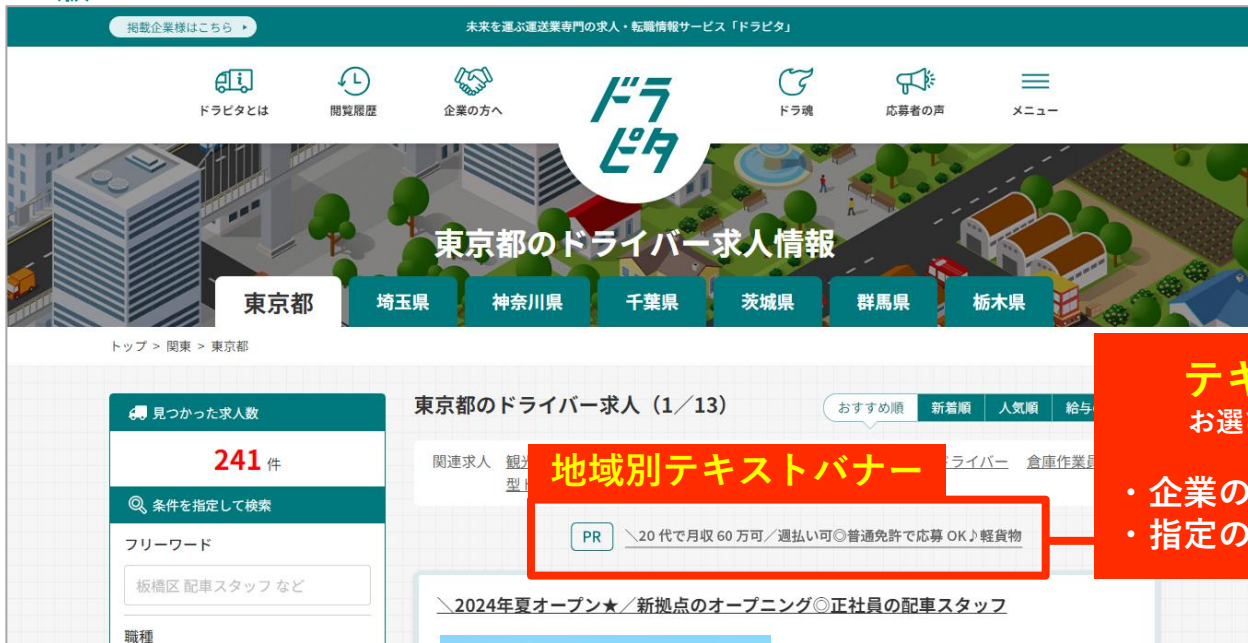 掲載企業様はこちら
未来を運ぶ運送業専門の求人・転職情報サービス「ドラピタ」
ドラピタとは
閲覧履歴
企業の方へ
ドラ
ピタ
ドラ魂
応募者の声
メニュー
東京都のドライバー求人情報
東京都
埼玉県
神奈川県
千葉県
茨城県
群馬県
栃木県
トップ > 関東 > 東京都
見つかった求人数
241 件
条件を指定して検索
フリーワード
板橋区 配車スタッフ など
職種
東京都のドライバー求人（1／13）
おすすめ順 新着順 人気順 給与
関連求人 観光
ドライバー 倉庫作業員
型
地域別テキストバナー
PR ＼20代で月収60万可／週払い可◎普通免許で応募OK♪軽貨物
＼2024年夏オープン★／新拠点のオープニング◎正社員の配車スタッフ
テキ
お選
・企業の
・指定の